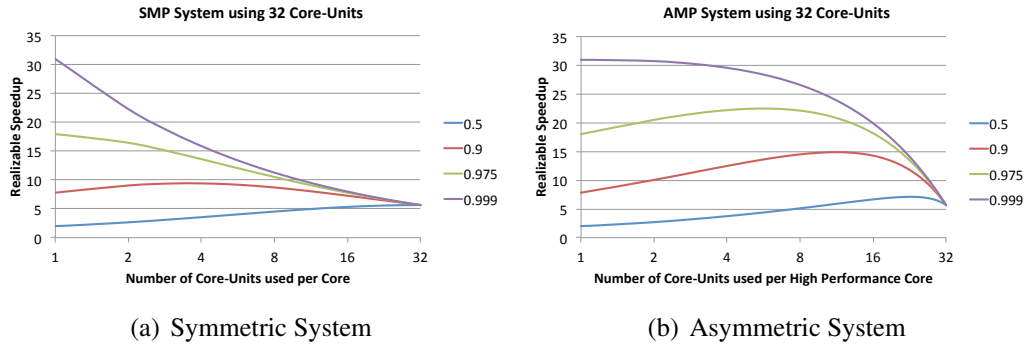 SMP System using 32 Core-Units
Realizable Speedup
35
30
25
20
15
10
5
0
1 2 4 8 16 32
Number of Core-Units used per Core
0.5
0.9
0.975
0.999
(a) Symmetric System
AMP System using 32 Core-Units
Realizable Speedup
35
30
25
20
15
10
5
0
1 2 4 8 16 32
Number of Core-Units used per High Performance Core
0.5
0.9
0.975
0.999
(b) Asymmetric System